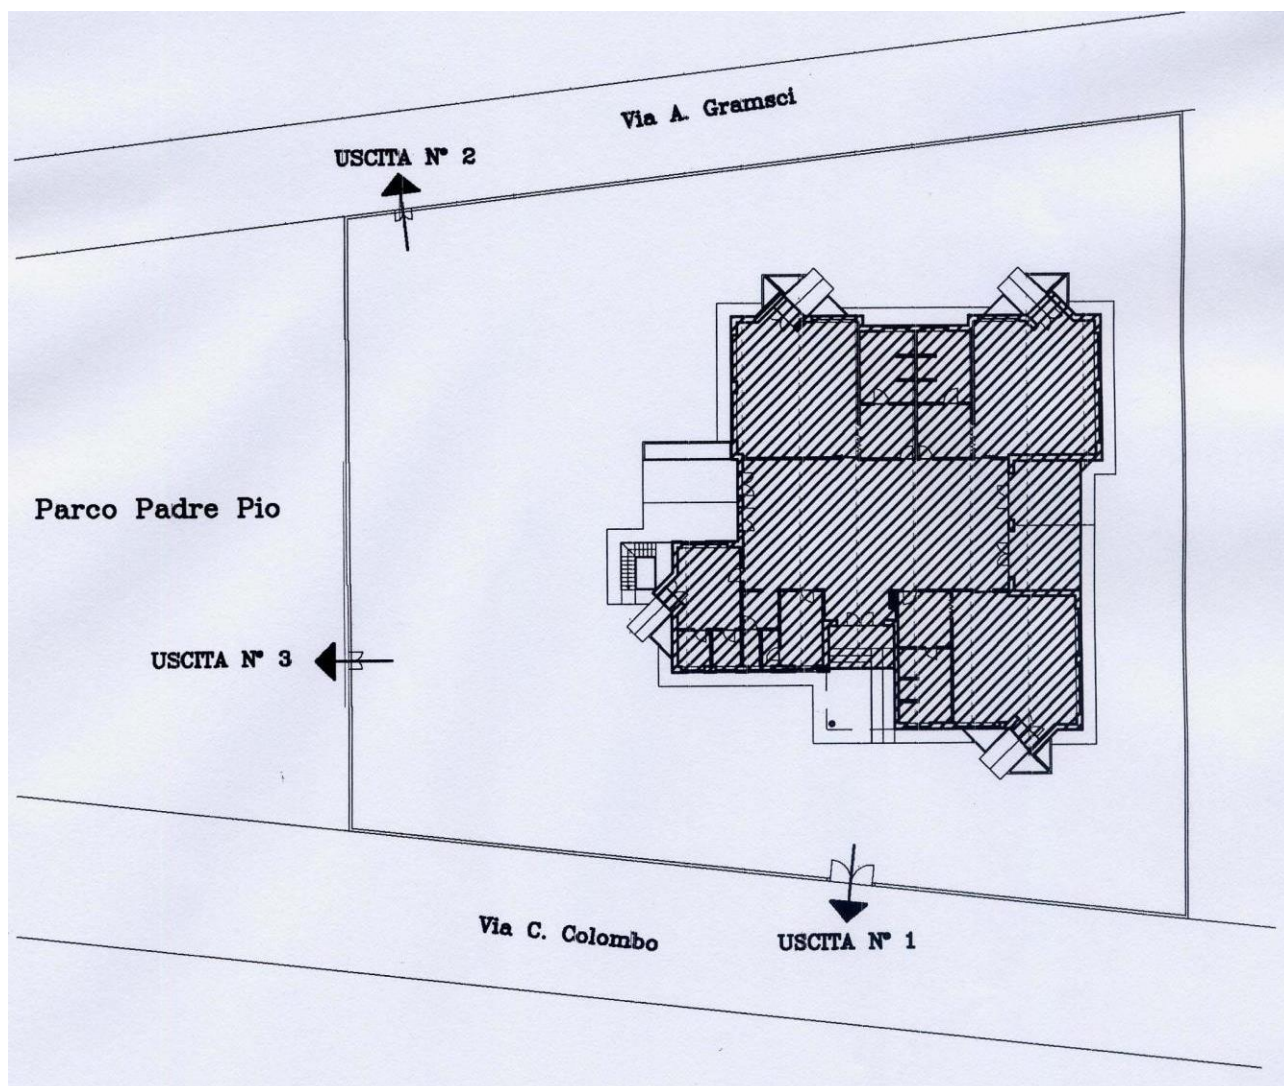 Via A. Gramsci
USCITA N° 2
Parco Padre Pio
USCITA N° 3
Via C. Colombo
USCITA N° 1